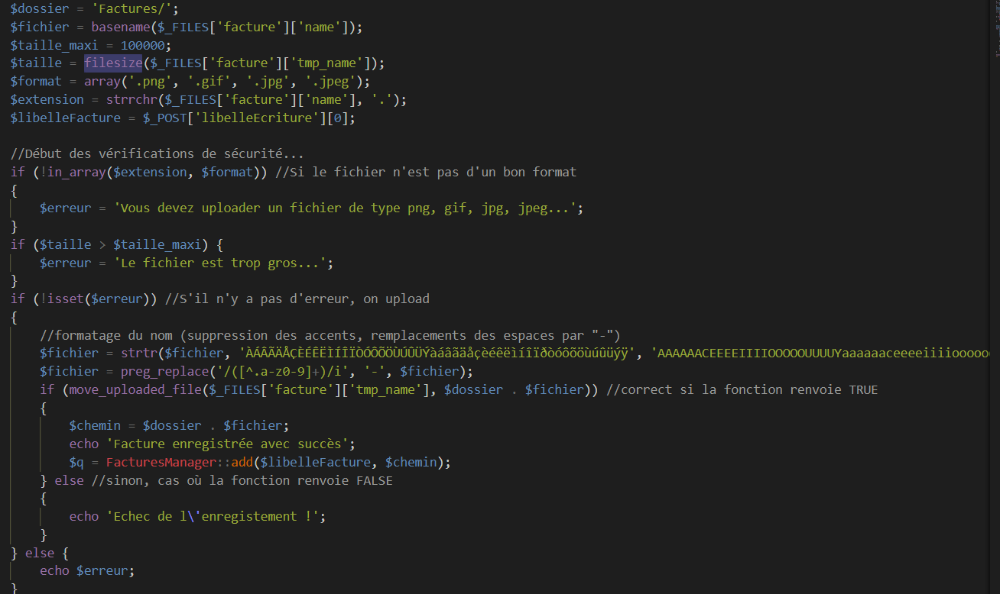 $dossier = 'Factures/';
$fichier = basename($_FILES['facture']['name']);
$taille_maxi = 100000;
$taille = filesize($_FILES['facture']['tmp_name']);
$format = array('.png', '.gif', '.jpg', '.jpeg');
$extension = strrchr($_FILES['facture']['name'], '.');
$libelleFacture = $_POST['libelleEcriture'][0];
//Début des vérifications de sécurité...
if (!in_array($extension, $format)) //Si le fichier n'est pas d'un bon format
{
$erreur = 'Vous devez uploader un fichier de type png, gif, jpg, jpeg...';
}
if ($taille > $taille_maxi) {
$erreur = 'Le fichier est trop gros...';
}
if (!isset($erreur)) //S'il n'y a pas d'erreur, on upload
{
//formatage du nom (suppression des accents, remplacements des espaces par "-")
$fichier = strtr($fichier, 'ÀÁÂÃÄÅÇÈÉÊËÌÍÎÏÒÓÔÕÖÙÚÛÜÝàáâãäåçèéêëìíîïðòóôõöùúûüýÿ', 'AAAAAACEEEEIIIIOOOOOUUUUYaaaaaaceeeeiiiioooooo
$fichier = preg_replace('/([^.a-z0-9]+)/i', '-', $fichier);
if (move_uploaded_file($_FILES['facture']['tmp_name'], $dossier . $fichier)) //correct si la fonction renvoie TRUE
{
$chemin = $dossier . $fichier;
echo 'Facture enregistrée avec succès';
$q = FacturesManager::add($libelleFacture, $chemin);
} else //sinon, cas où la fonction renvoie FALSE
{
echo 'Echec de l\'enregistement !';
}
} else {
echo $erreur;
}